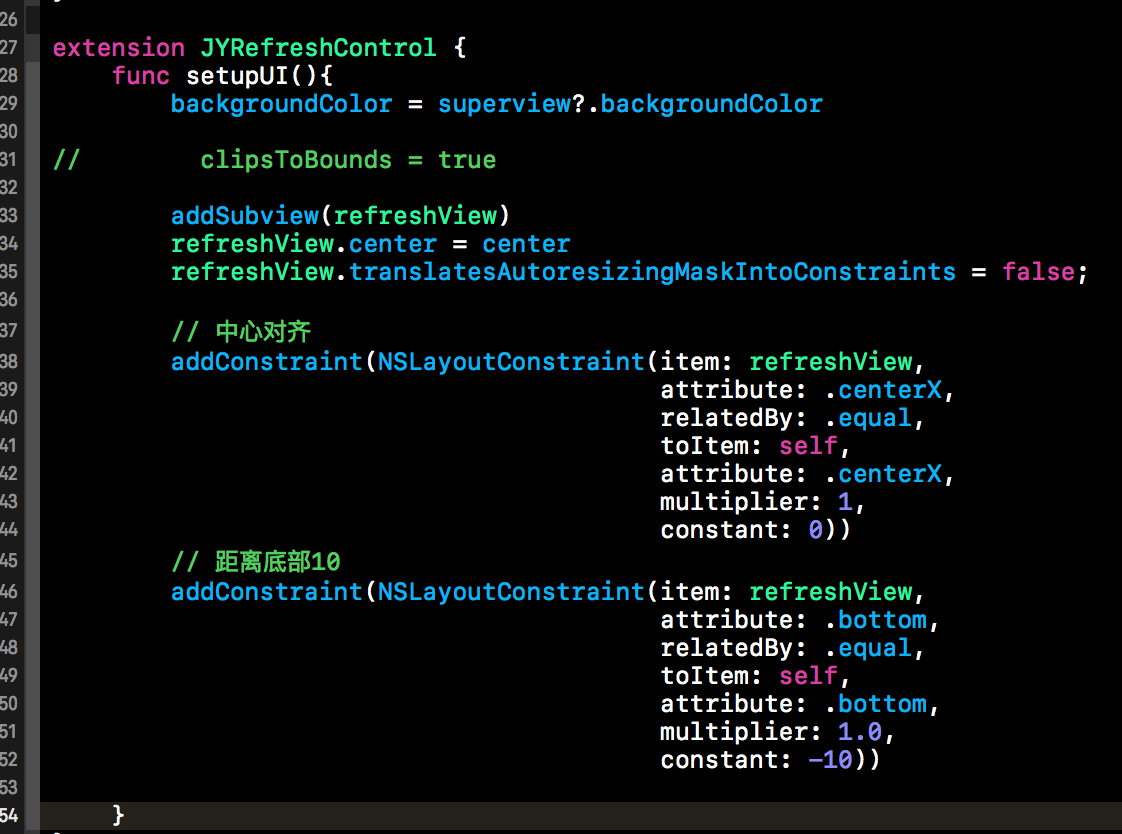 26
27 extension JYRefreshControl {
28 func setupUI(){
29 backgroundColor = superview?.backgroundColor
30
31 // clipsToBounds = true
32
33 addSubview(refreshView)
34 refreshView.center = center
35 refreshView.translatesAutoresizingMaskIntoConstraints = false;
36
37 // 中心对齐
38 addConstraint(NSLayoutConstraint(item: refreshView,
39 attribute: .centerX,
40 relatedBy: .equal,
41 toItem: self,
42 attribute: .centerX,
43 multiplier: 1,
44 constant: 0))
45 // 距离底部10
46 addConstraint(NSLayoutConstraint(item: refreshView,
47 attribute: .bottom,
48 relatedBy: .equal,
49 toItem: self,
50 attribute: .bottom,
51 multiplier: 1.0,
52 constant: -10))
53
54 }